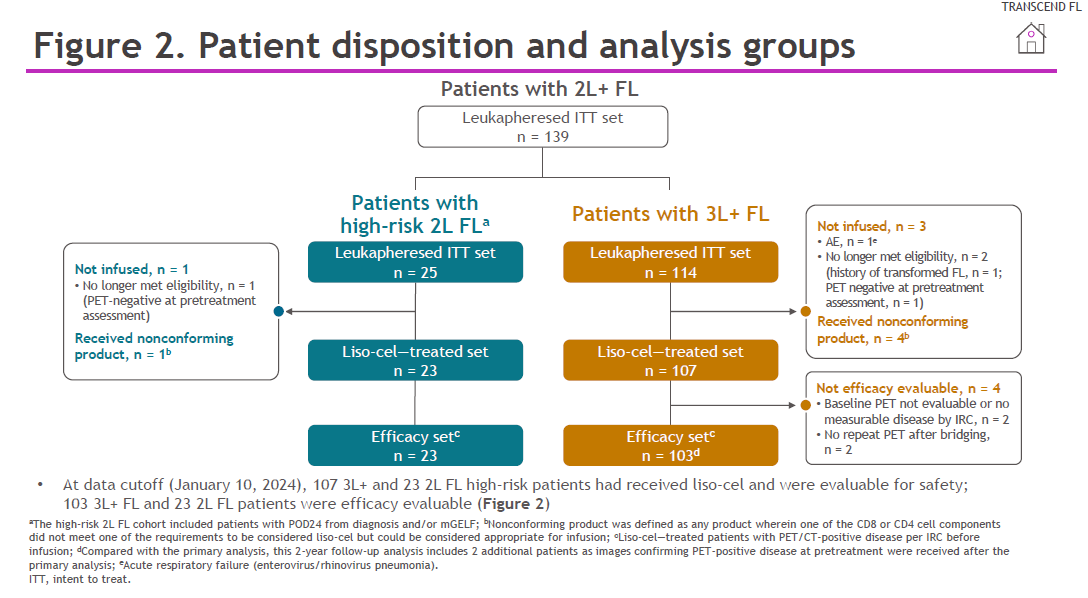 TRANSCEND FL
Figure 2. Patient disposition and analysis groups
Patients with 2L+ FL
Leukapheresed ITT set
n = 139
Patients with
high-risk 2L FLᵃ
Leukapheresed ITT set
n = 25
Not infused, n = 1
• No longer met eligibility, n = 1
(PET-negative at pretreatment
assessment)
Received nonconforming
product, n = 1ᵇ
Liso-cel—treated set
n = 23
Efficacy setᶜ
n = 23
Patients with 3L+ FL
Leukapheresed ITT set
n = 114
Not infused, n = 3
• AE, n = 1ᵉ
• No longer met eligibility, n = 2
(history of transformed FL, n = 1;
PET negative at pretreatment
assessment, n = 1)
Received nonconforming
product, n = 4ᵇ
Liso-cel—treated set
n = 107
Not efficacy evaluable, n = 4
• Baseline PET not evaluable or no
measurable disease by IRC, n = 2
• No repeat PET after bridging,
n = 2
Efficacy setᶜ
n = 103ᵈ
• At data cutoff (January 10, 2024), 107 3L+ and 23 2L FL high-risk patients had received liso-cel and were evaluable for safety;
103 3L+ FL and 23 2L FL patients were efficacy evaluable (Figure 2)
ᵃThe high-risk 2L FL cohort included patients with POD24 from diagnosis and/or mGELF; ᵇNonconforming product was defined as any product wherein one of the CD8 or CD4 cell components
did not meet one of the requirements to be considered liso-cel but could be considered appropriate for infusion; ᶜLiso-cel—treated patients with PET/CT-positive disease per IRC before
infusion; ᵈCompared with the primary analysis, this 2-year follow-up analysis includes 2 additional patients as images confirming PET-positive disease at pretreatment were received after the
primary analysis; ᵉAcute respiratory failure (enterovirus/rhinovirus pneumonia).
ITT, intent to treat.